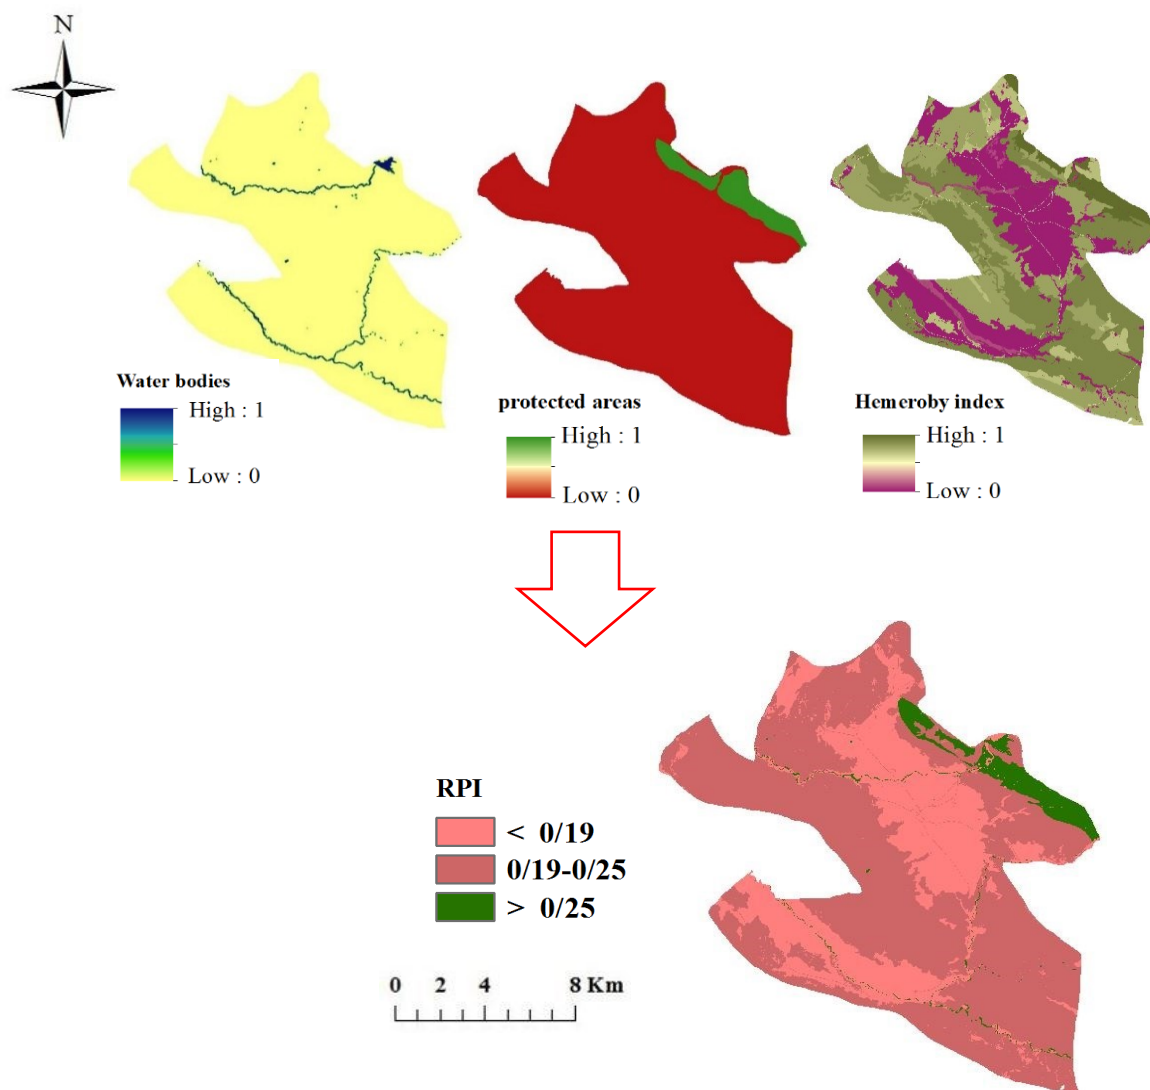 N
Water bodies
High : 1
Low : 0
protected areas
High : 1
Low : 0
Hemeroby index
High : 1
Low : 0
RPI
< 0/19
0/19-0/25
> 0/25
0 2 4 8 Km